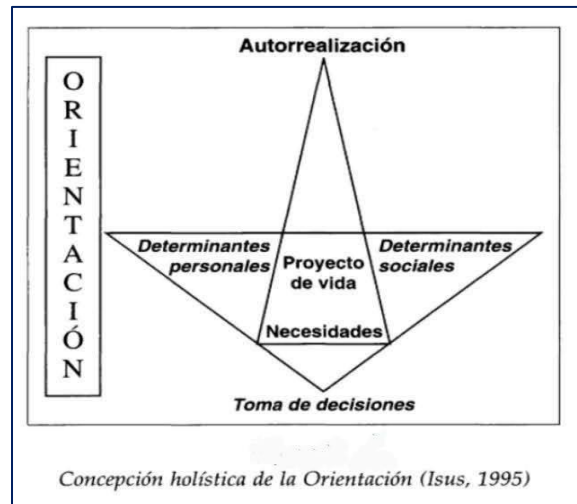 ORIENTACIÓN
Autorrealización
Determinantes
personales
Proyecto
de vida
Determinantes
sociales
Necesidades
Toma de decisiones
Concepción holística de la Orientación (Isus, 1995)